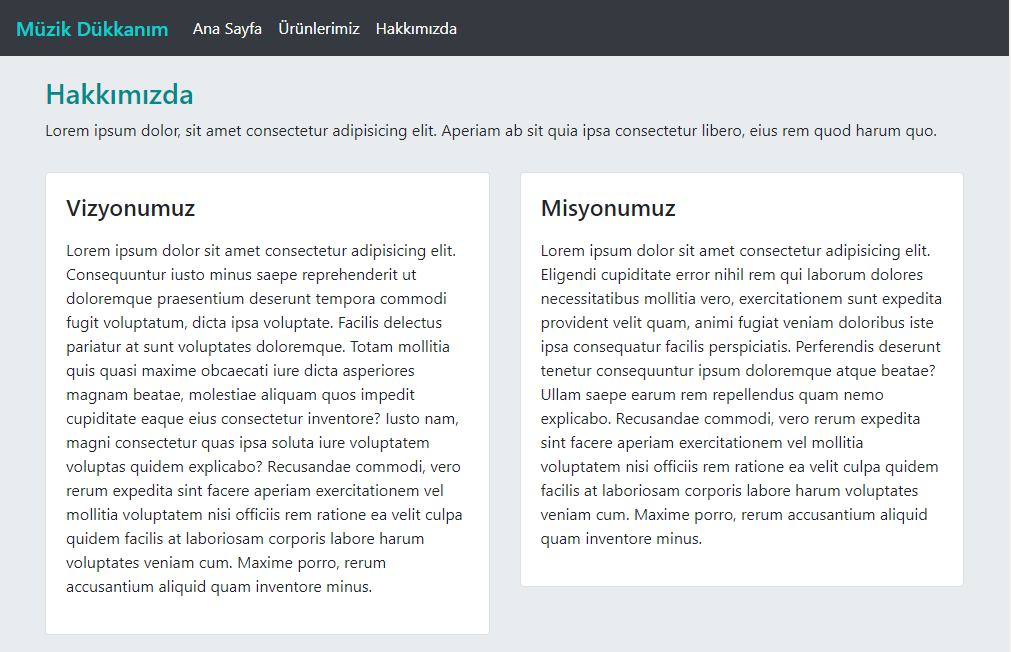 Müzik Dükkanım Ana Sayfa Ürünlerimiz Hakkımızda
Hakkımızda
Lorem ipsum dolor, sit amet consectetur adipisicing elit. Aperiam ab sit quia ipsa consectetur libero, eius rem quod harum quo.
Vizyonumuz
Lorem ipsum dolor sit amet consectetur adipisicing elit.
Consequuntur iusto minus saepe reprehenderit ut
doloremque praesentium deserunt tempora commodi
fugit voluptatum, dicta ipsa voluptate. Facilis delectus
pariatur at sunt voluptates doloremque. Totam mollitia
quis quasi maxime obcaecati iure dicta asperiores
magnam beatae, molestiae aliquam quos impedit
cupiditate eaque eius consectetur inventore? Iusto nam,
magni consectetur quas ipsa soluta iure voluptatem
voluptas quidem explicabo? Recusandae commodi, vero
rerum expedita sint facere aperiam exercitationem vel
mollitia voluptatem nisi officiis rem ratione ea velit culpa
quidem facilis at laboriosam corporis labore harum
voluptates veniam cum. Maxime porro, rerum
accusantium aliquid quam inventore minus.
Misyonumuz
Lorem ipsum dolor sit amet consectetur adipisicing elit.
Eligendi cupiditate error nihil rem qui laborum dolores
necessitatibus mollitia vero, exercitationem sunt expedita
provident velit quam, animi fugiat veniam doloribus iste
ipsa consequatur facilis perspiciatis. Perferendis deserunt
tenetur consequuntur ipsum doloremque atque beatae?
Ullam saepe earum rem repellendus quam nemo
explicabo. Recusandae commodi, vero rerum expedita
sint facere aperiam exercitationem vel mollitia
voluptatem nisi officiis rem ratione ea velit culpa quidem
facilis at laboriosam corporis labore harum voluptates
veniam cum. Maxime porro, rerum accusantium aliquid
quam inventore minus.